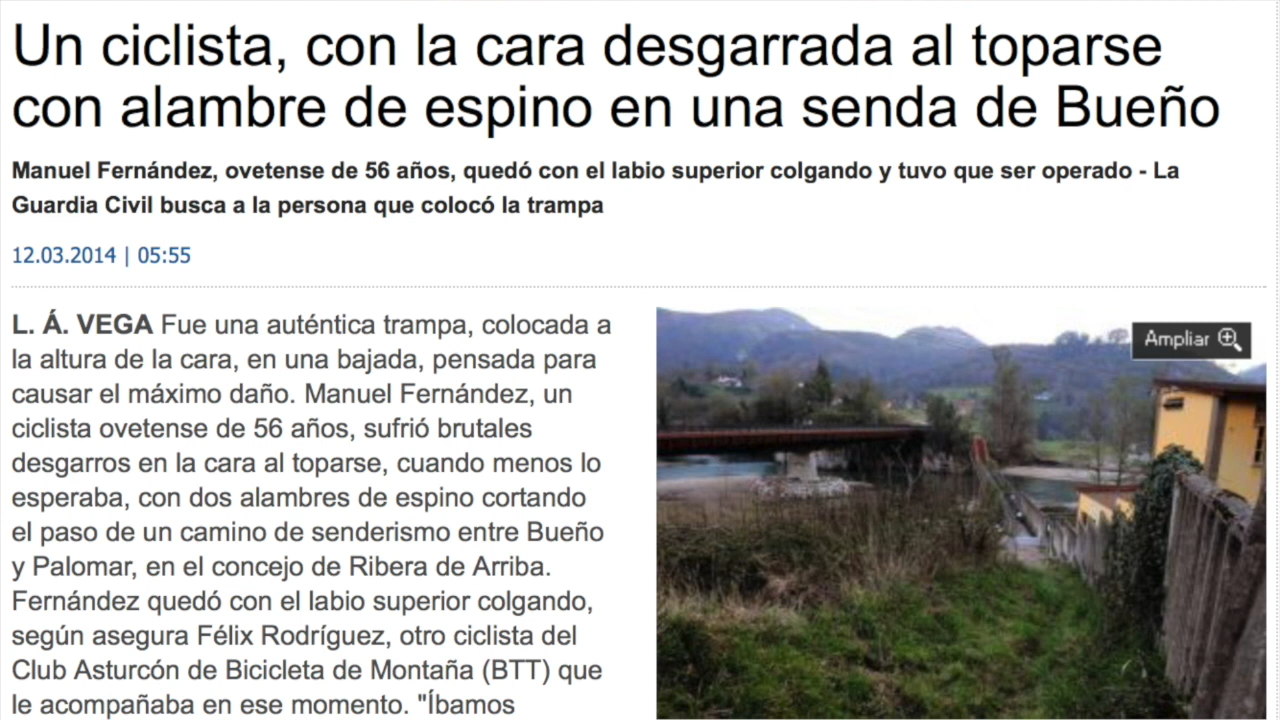 Un ciclista, con la cara desgarrada al toparse
con alambre de espino en una senda de Bueño
Manuel Fernández, ovetense de 56 años, quedó con el labio superior colgando y tuvo que ser operado - La
Guardia Civil busca a la persona que colocó la trampa
12.03.2014 | 05:55
L. Á. VEGA Fue una auténtica trampa, colocada a
la altura de la cara, en una bajada, pensada para
causar el máximo daño. Manuel Fernández, un
ciclista ovetense de 56 años, sufrió brutales
desgarros en la cara al toparse, cuando menos lo
esperaba, con dos alambres de espino cortando
el paso de un camino de senderismo entre Bueño
y Palomar, en el concejo de Ribera de Arriba.
Fernández quedó con el labio superior colgando,
según asegura Félix Rodríguez, otro ciclista del
Club Asturcón de Bicicleta de Montaña (BTT) que
le acompañaba en ese momento. "Íbamos
Ampliar